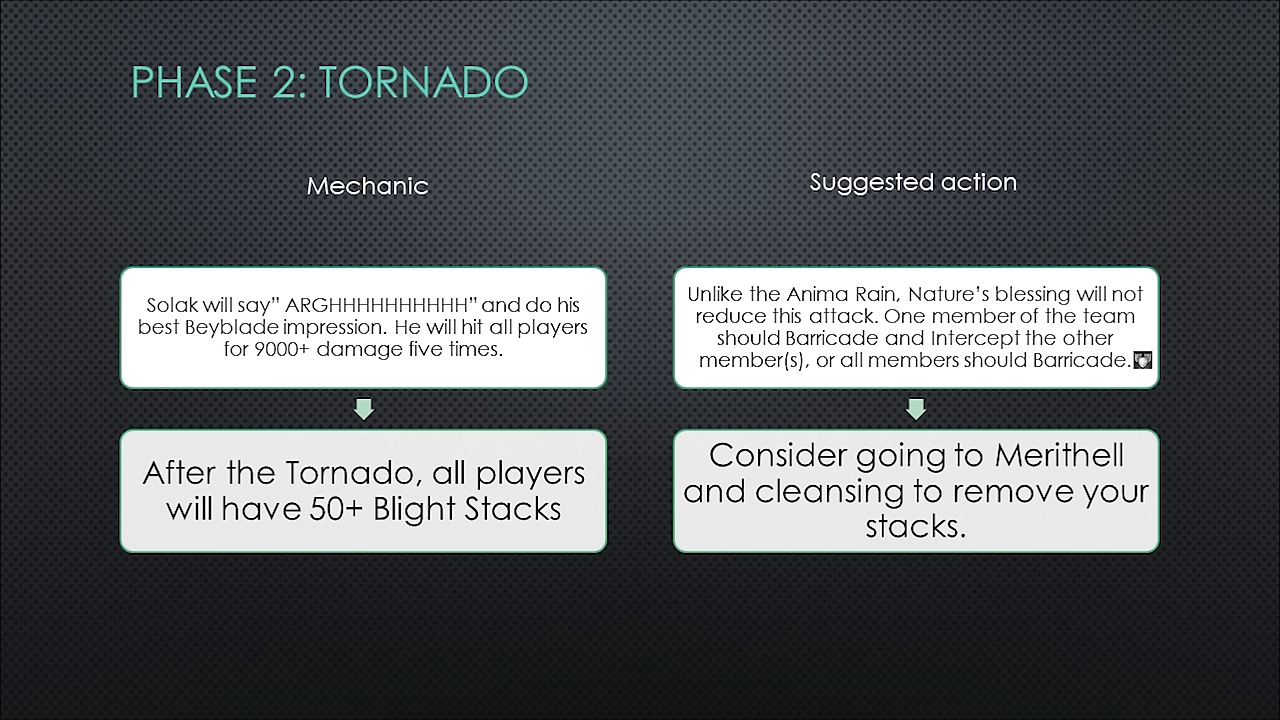 PHASE 2: TORNADO
Mechanic
Solak will say” ARGHHHHHHHHHH” and do his
best Beyblade impression. He will hit all players
for 9000+ damage five times.
After the Tornado, all players
will have 50+ Blight Stacks
Suggested action
Unlike the Anima Rain, Nature’s blessing will not
reduce this attack. One member of the team
should Barricade and Intercept the other
member(s), or all members should Barricade.
Consider going to Merithell
and cleansing to remove your
stacks.